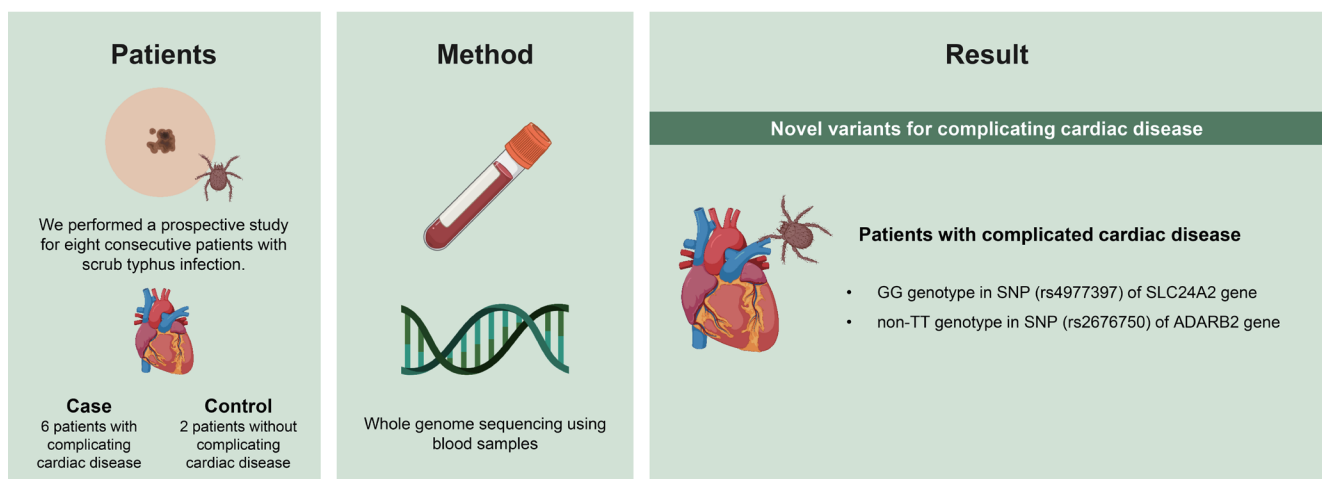 Patients
We performed a prospective study
for eight consecutive patients with
scrub typhus infection.
Case
6 patients with
complicating
cardiac disease
Control
2 patients without
complicating
cardiac disease
Method
Whole genome sequencing using
blood samples
Result
Novel variants for complicating cardiac disease
Patients with complicated cardiac disease
• GG genotype in SNP (rs4977397) of SLC24A2 gene
• non-TT genotype in SNP (rs2676750) of ADARB2 gene